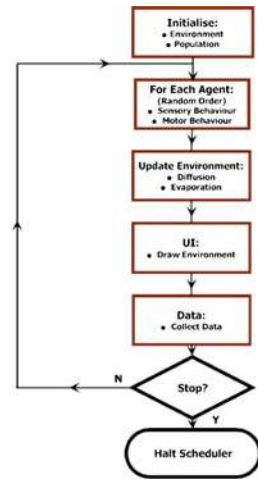 Initialise:
• Environment
• Population
For Each Agent:
(Random Order)
• Sensory Behaviour
• Motor Behaviour
Update Environment:
• Diffusion
• Evaporation
UI:
• Draw Environment
Data:
• Collect Data
Stop?
N
Y
Halt Scheduler